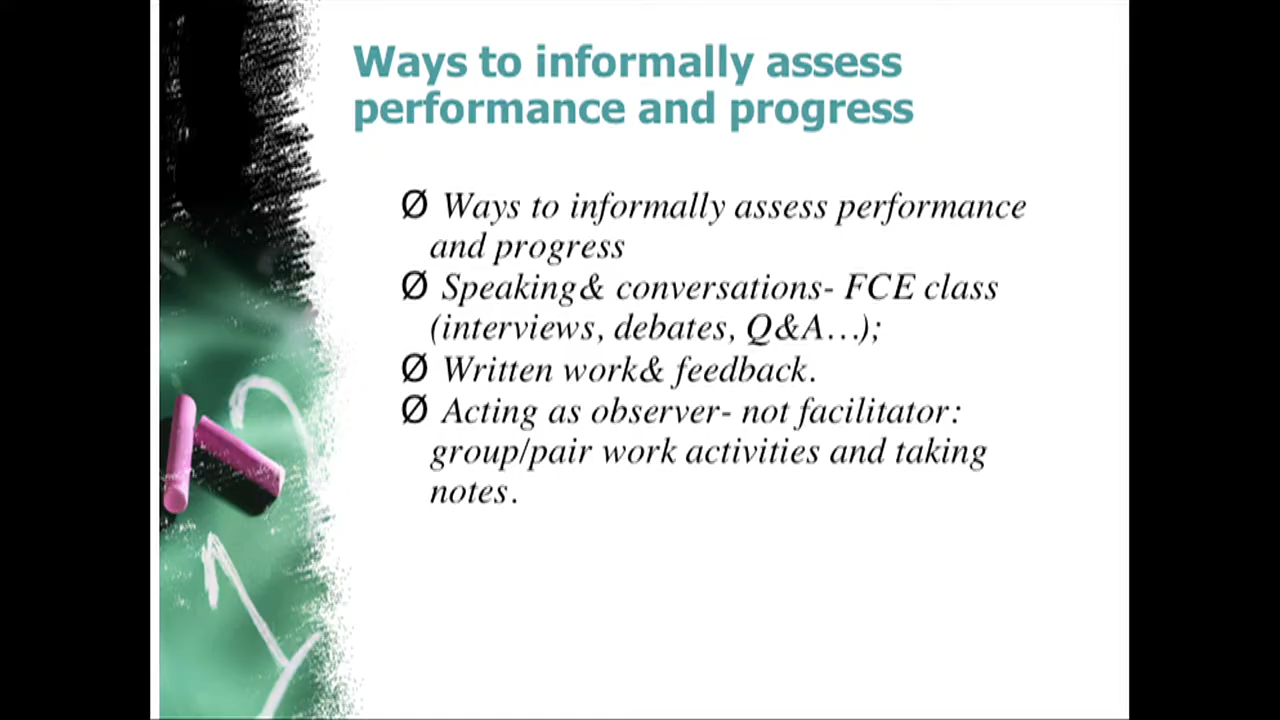 Ways to informally assess
performance and progress
Ø Ways to informally assess performance
and progress
Ø Speaking& conversations- FCE class
(interviews, debates, Q&A…);
Ø Written work& feedback.
Ø Acting as observer- not facilitator:
group/pair work activities and taking
notes.